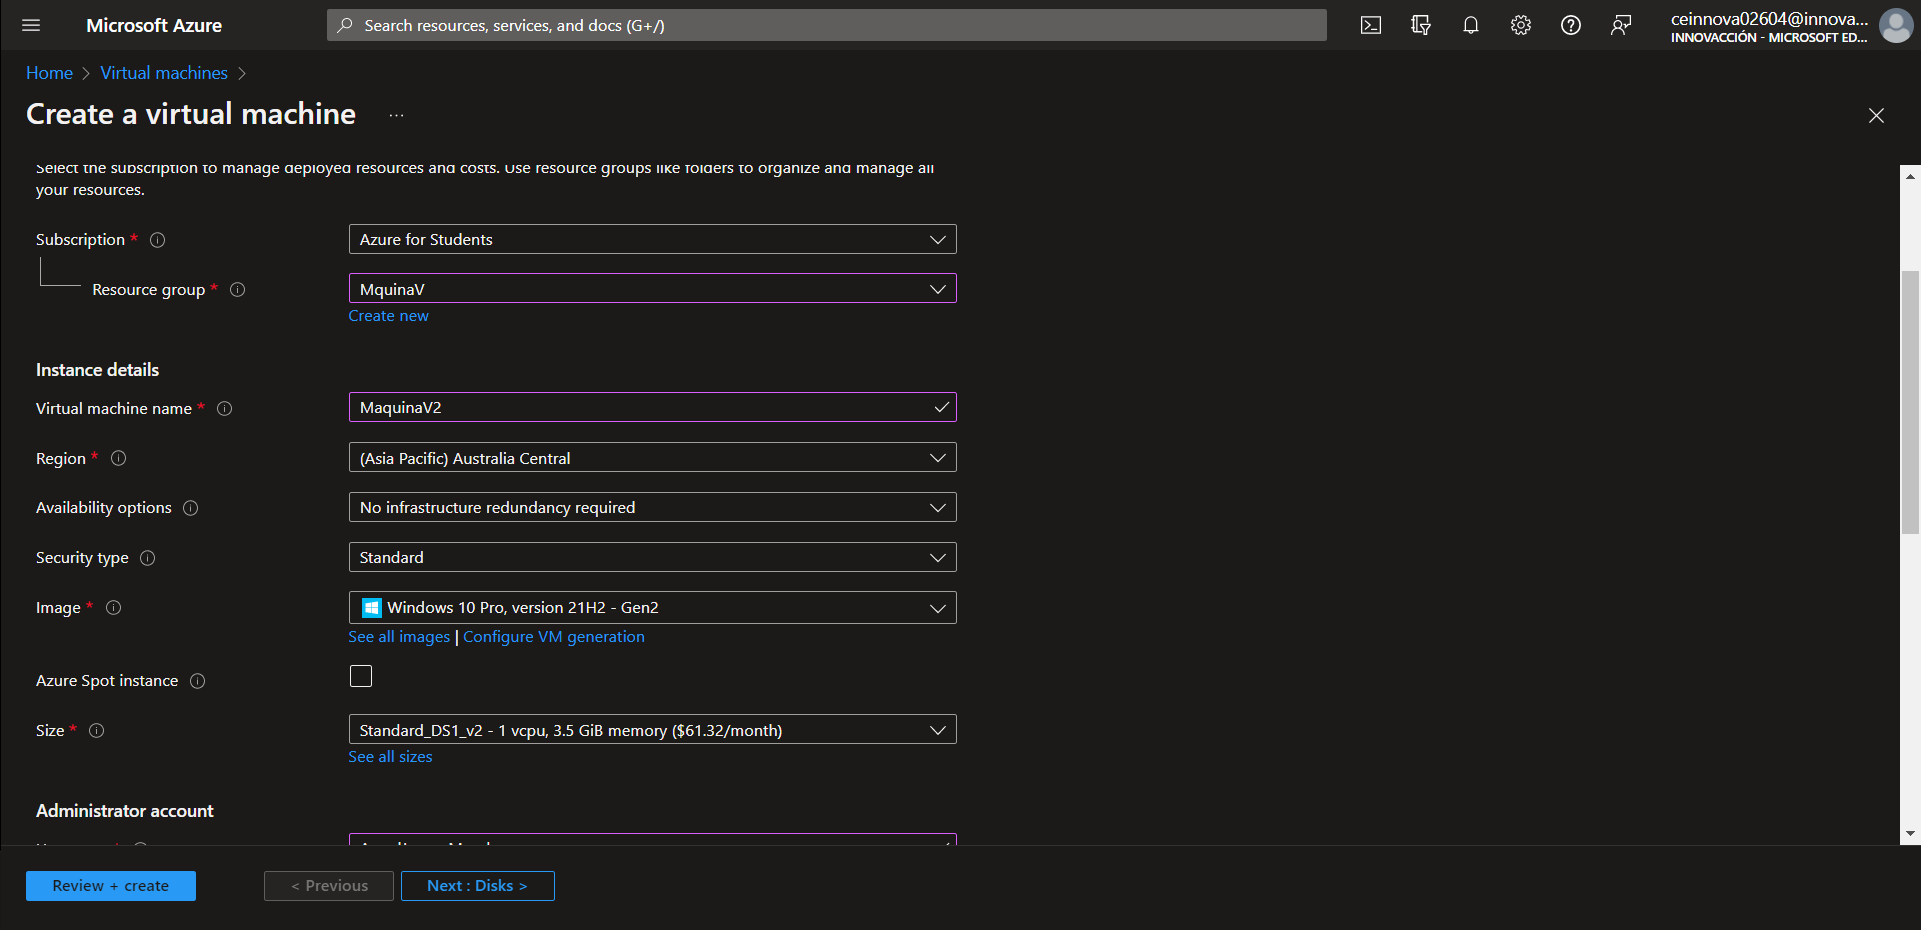 Microsoft Azure
Search resources, services, and docs (G+/)
ceinnova02604@innova...
INNOVACCIÓN - MICROSOFT ED...
Home > Virtual machines >
Create a virtual machine ...
Select the subscription to manage deployed resources and costs. Use resource groups like folders to organize and manage all
your resources.
Subscription *
Azure for Students
Resource group *
MquinaV
Create new
Instance details
Virtual machine name *
MaquinaV2
Region *
(Asia Pacific) Australia Central
Availability options
No infrastructure redundancy required
Security type
Standard
Image *
Windows 10 Pro, version 21H2 - Gen2
See all images | Configure VM generation
Azure Spot instance
Size *
Standard_DS1_v2 - 1 vcpu, 3.5 GiB memory ($61.32/month)
See all sizes
Administrator account
Review + create
< Previous
Next : Disks >